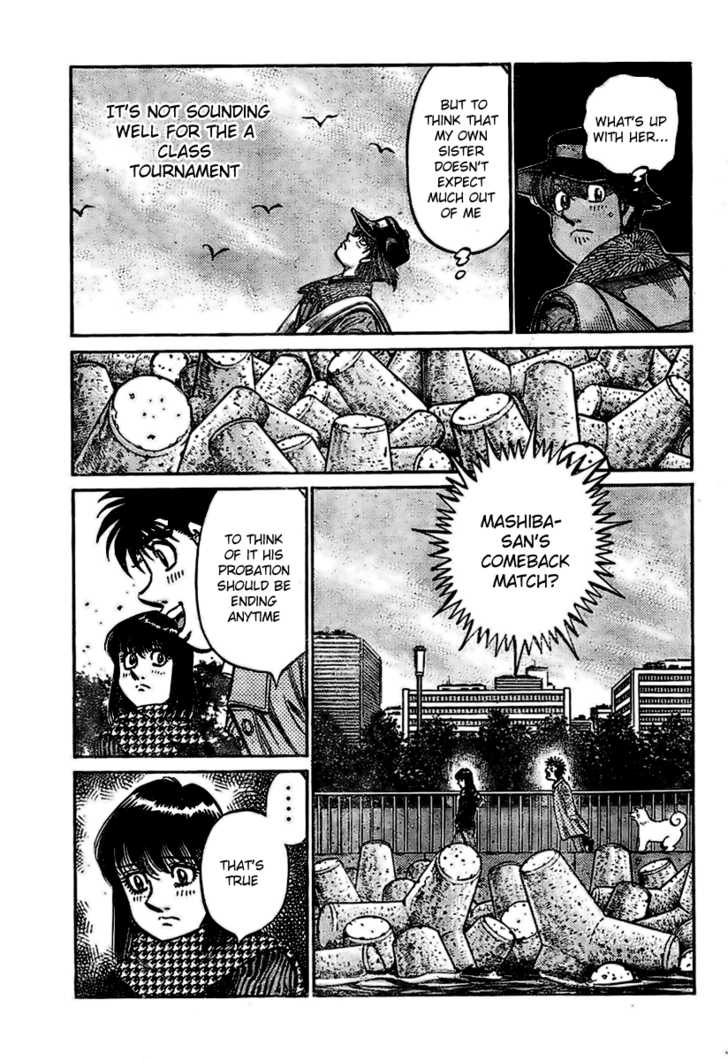 WHAT'S UP
WITH HER...
BUT TO
THINK THAT
MY OWN
SISTER
DOESN'T
EXPECT
MUCH OUT
OF ME
IT'S NOT SOUNDING
WELL FOR THE A
CLASS
TOURNAMENT
MASHIBA-
SAN'S
COMEBACK
MATCH?
TO THINK
OF IT HIS
PROBATION
SHOULD BE
ENDING
ANYTIME
...
THAT'S
TRUE